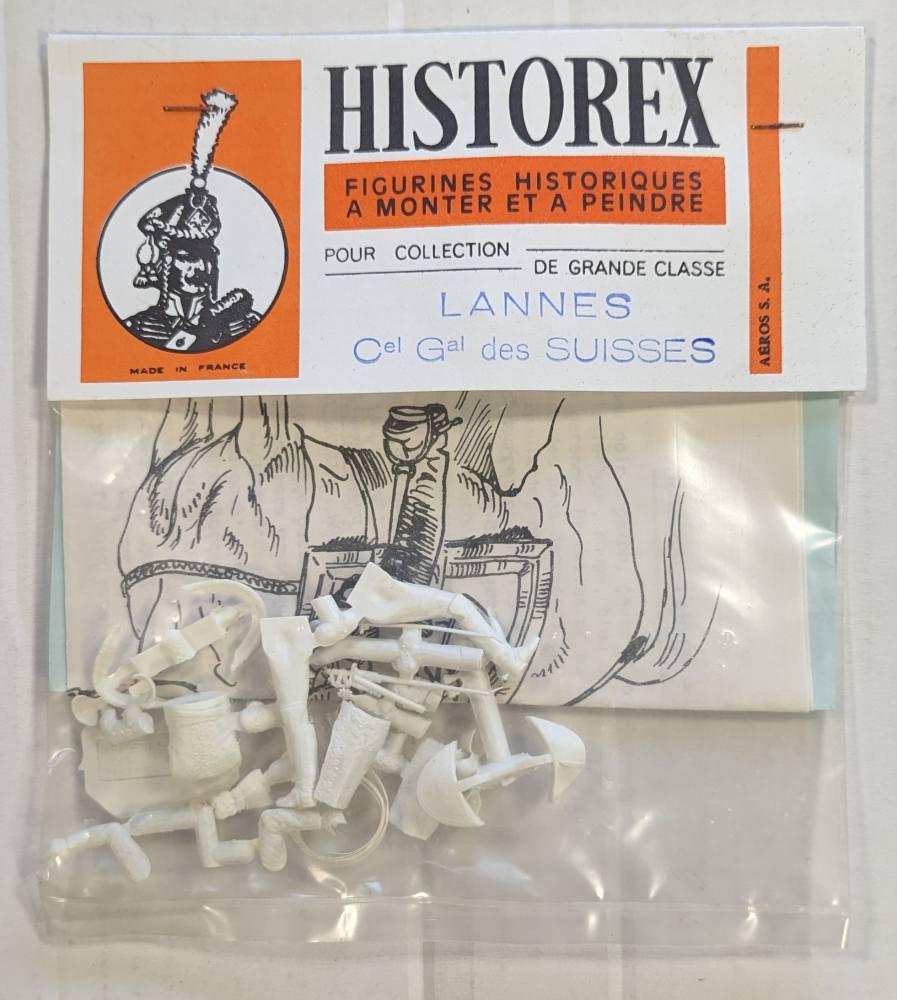 HISTOREX
FIGURINES HISTORIQUES
A MONTER ET A PEINDRE
POUR COLLECTION
DE GRANDE CLASSE
LANNES
Cel Gal des SUISSES
MADE IN FRANCE
AÉROS S. A.